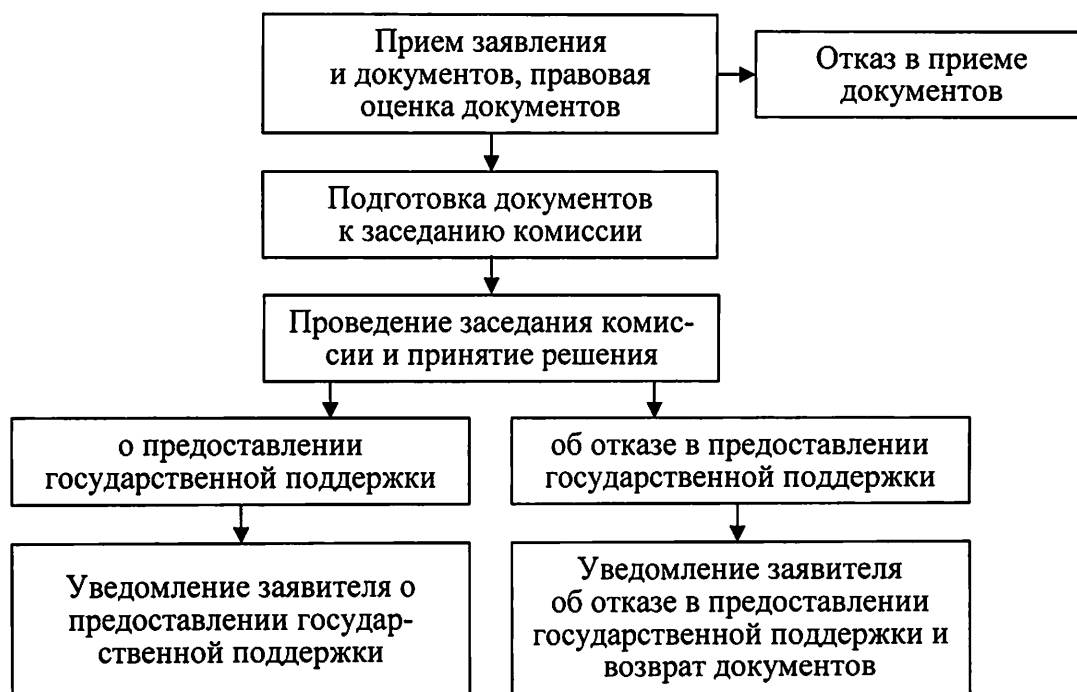 Прием заявления
и документов, правовая
оценка документов
Отказ в приеме
документов
Подготовка документов
к заседанию комиссии
Проведение заседания комис-
сии и принятие решения
о предоставлении
государственной поддержки
об отказе в предоставлении
государственной поддержки
Уведомление заявителя о
предоставлении государ-
ственной поддержки
Уведомление заявителя
об отказе в предоставлении
государственной поддержки и
возврат документов